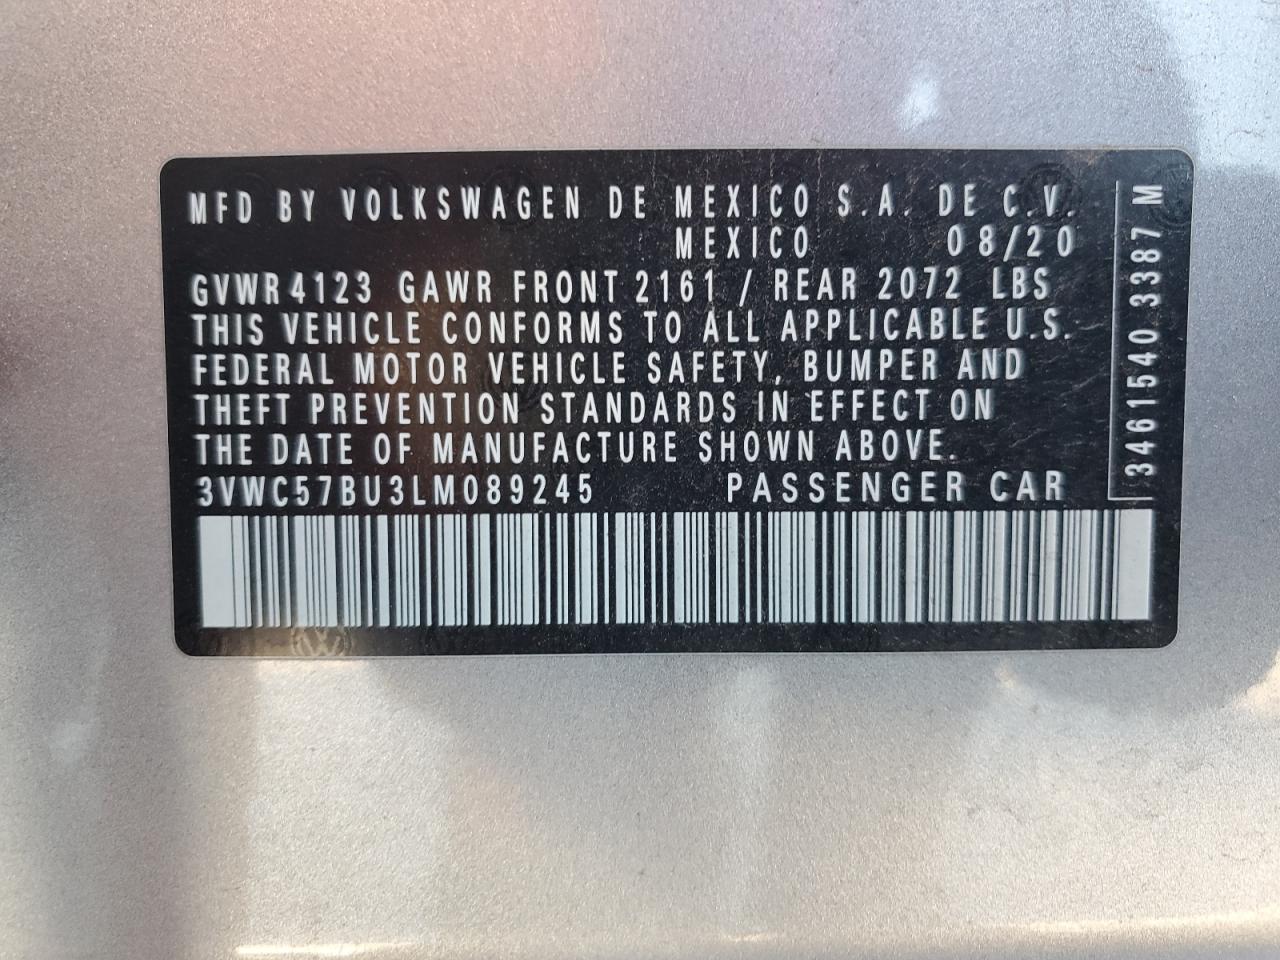 MFD BY VOLKSWAGEN DE MEXICO S.A. DE C.V.
MEXICO 08/20
GVWR 4123 GAWR FRONT 2161 / REAR 2072 LBS
THIS VEHICLE CONFORMS TO ALL APPLICABLE U.S.
FEDERAL MOTOR VEHICLE SAFETY, BUMPER AND
THEFT PREVENTION STANDARDS IN EFFECT ON
THE DATE OF MANUFACTURE SHOWN ABOVE.
3VWC57BU3LM089245 PASSENGER CAR
3461540 3387 M